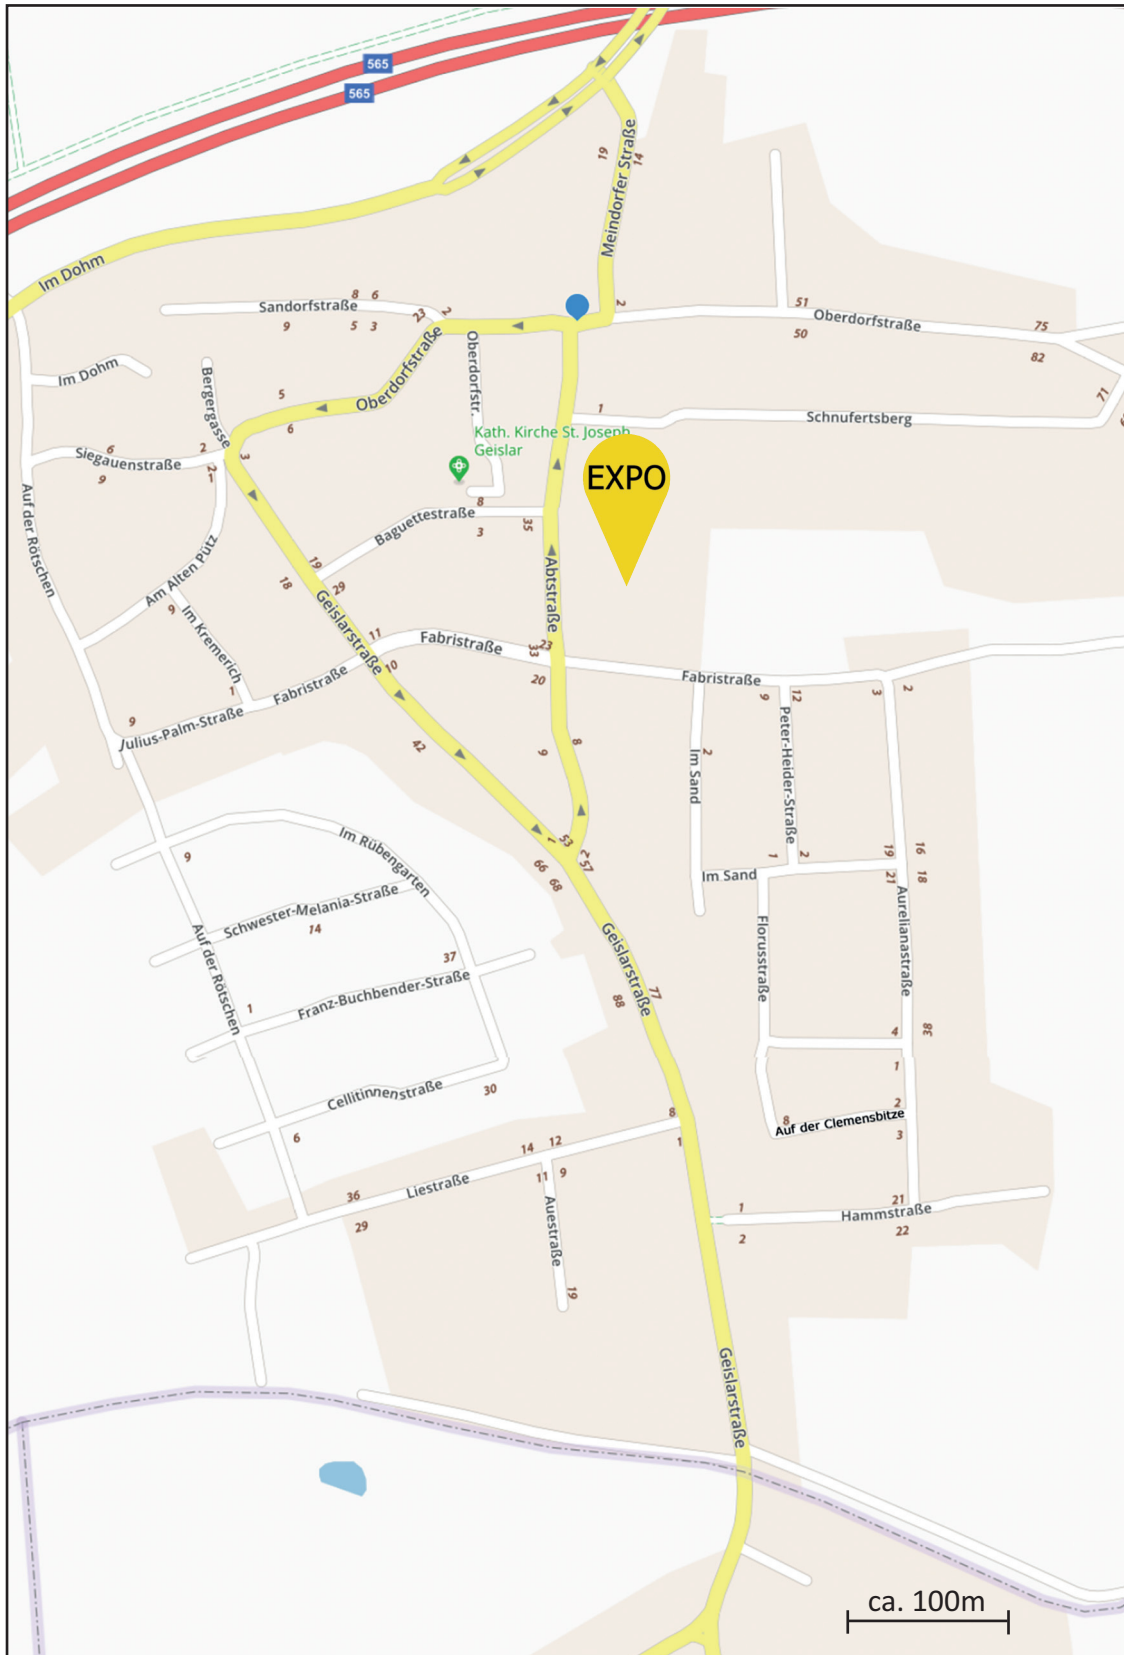 565
565
Meindorfer Straße
19
14
Im Dohm
8 6
Sandorfstraße
9 5 3
23
2
2
51
Oberdorfstraße
50
75
82
Im Dohm
Bergergasse
Oberdorfstraße
Oberdorfstr.
5
6
1
Schnufertsberg
71
Kath. Kirche St. Joseph
Geislar
EXPO
6
Siegauenstraße
9
2
2
1
3
Auf der Rötschen
8
Baguettestraße
3
35
19
29
18
Am Alten Pütz
9
Im Kremerich
1
Geislarstraße
Abtstraße
11
10
Fabristraße
33
23
20
Fabristraße
Fabristraße
9
12
3
2
9
Julius-Palm-Straße
42
9
8
2
Im Sand
Peter-Heider-Straße
Im Rübengarten
9
1
53
2
57
66
68
1
2
Im Sand
19
16
21
18
Schwester-Melania-Straße
14
Auf der Rötschen
Geislarstraße
Florusstraße
Aurelianastraße
37
Franz-Buchbender-Straße
1
88
77
4
38
1
Cellitinnenstraße
30
6
2
8
Auf der Clemensbitze
3
8
1
14 12
11 9
36
Liestraße
29
Auestraße
19
1
2
21
Hammstraße
22
Geislarstraße
ca. 100m